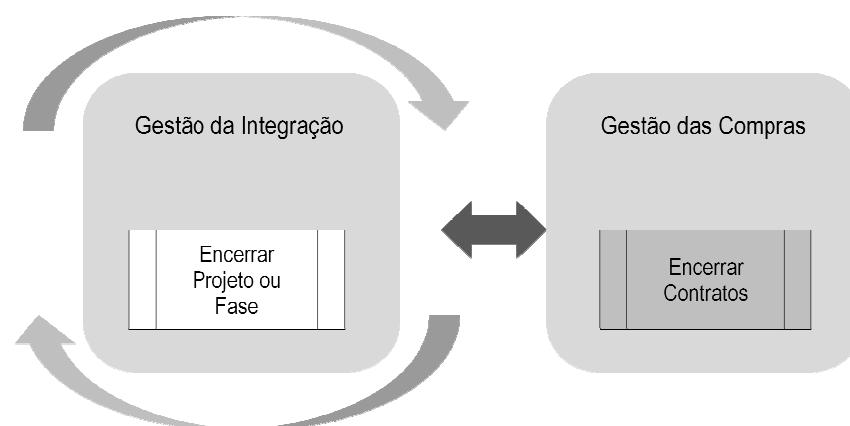 Gestão da Integração
Encerrar
Projeto ou
Fase
Gestão das Compras
Encerrar
Contratos